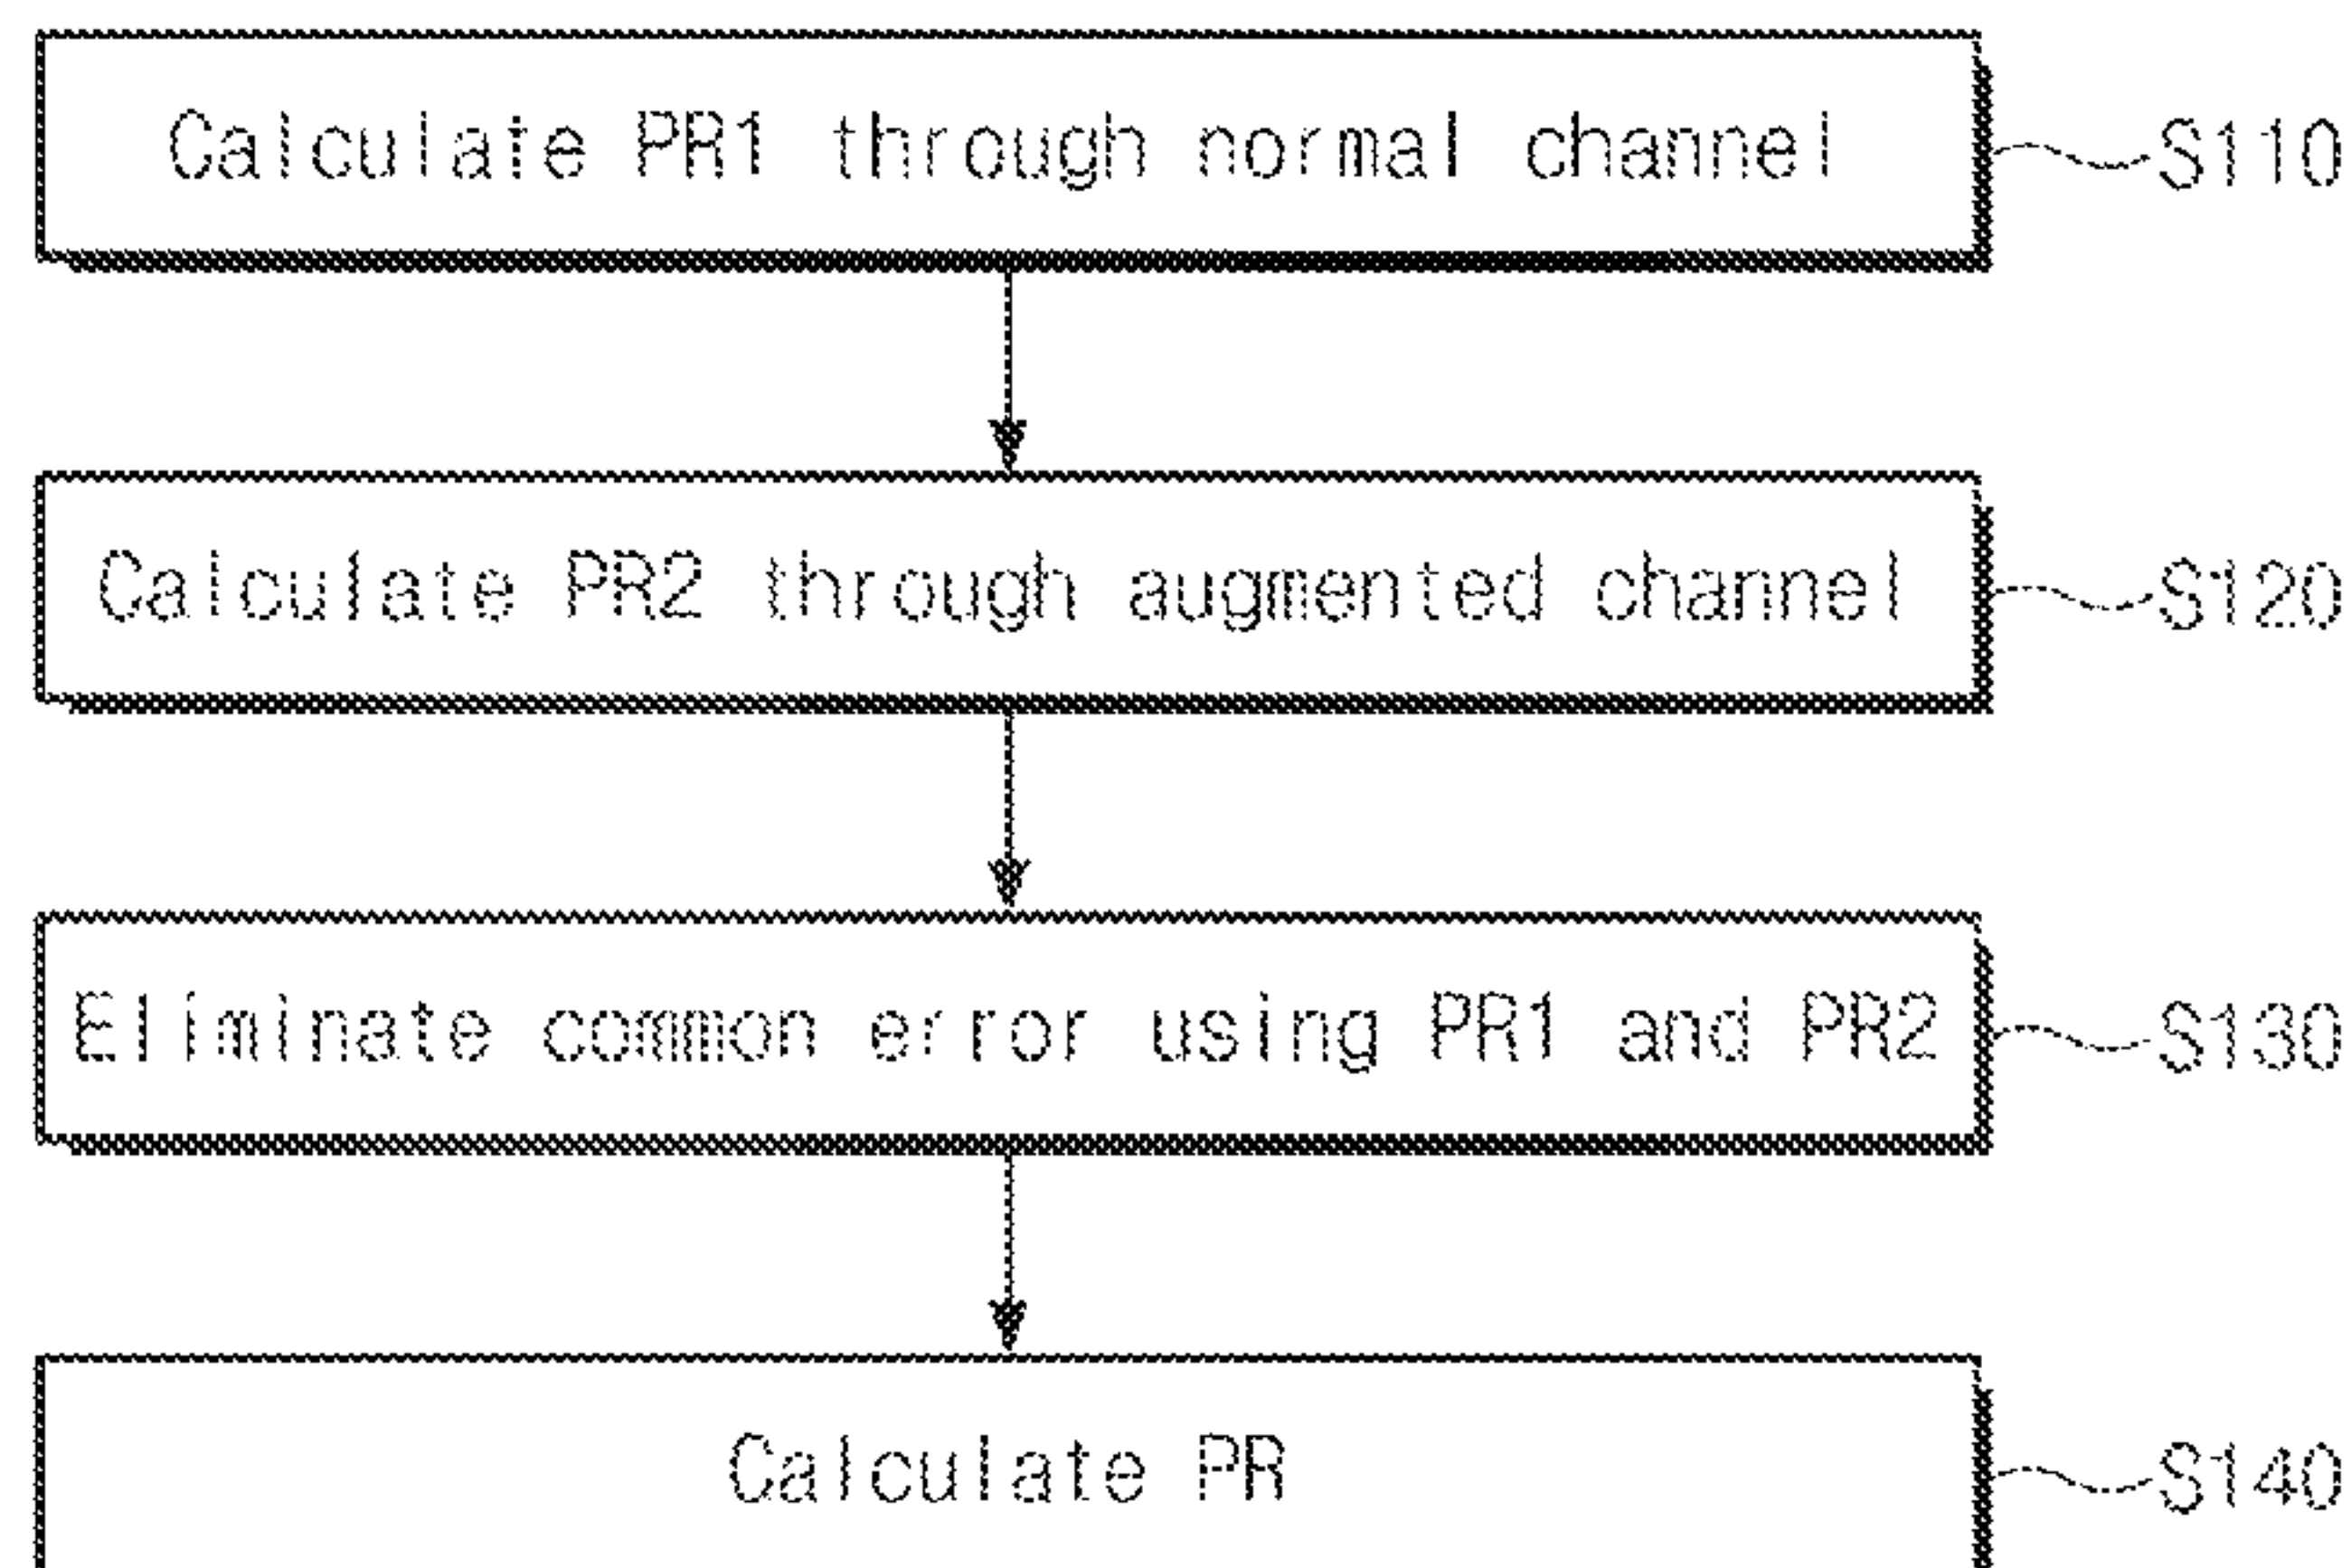 Calculate PR1 through normal channel
S110
Calculate PR2 through augmented channel
S120
Eliminate common error using PR1 and PR2
S130
Calculate PR
S140